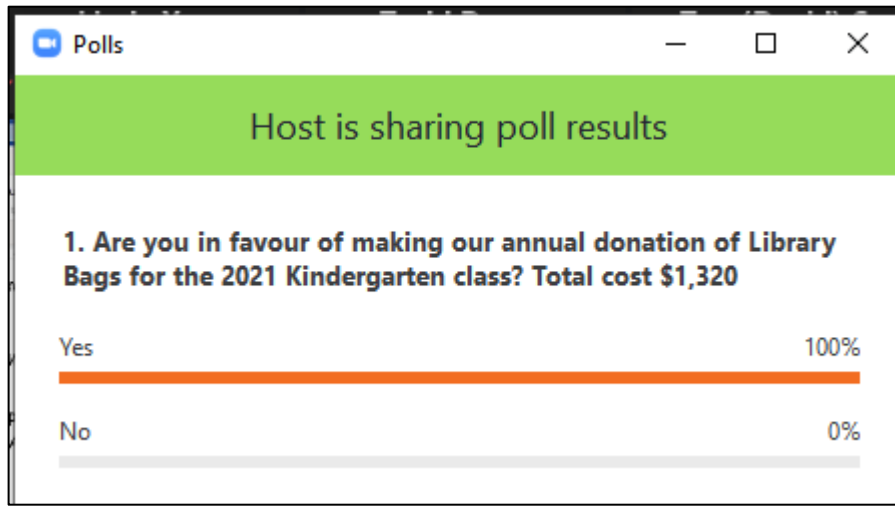 Polls
Host is sharing poll results
1. Are you in favour of making our annual donation of Library
Bags for the 2021 Kindergarten class? Total cost $1,320
Yes 100%
No 0%